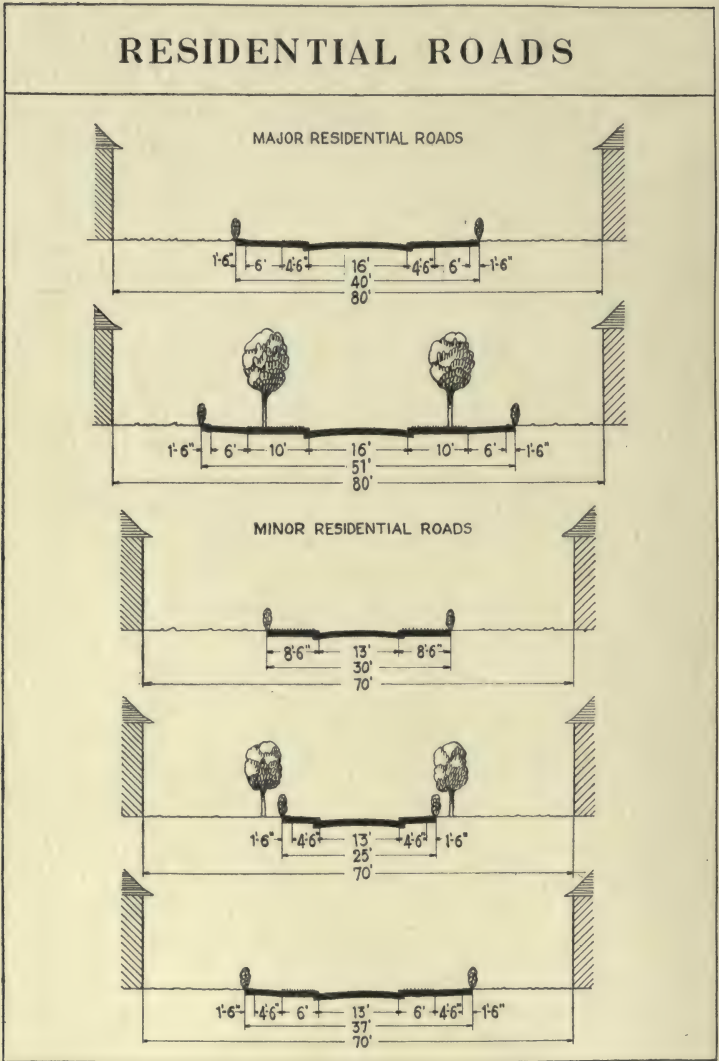 RESIDENTIAL ROADS
MAJOR RESIDENTIAL ROADS
1'-6" 6' 4'-6" 16' 4'-6" 6' 1'-6"
40'
80'
1'-6" 6' 10' 16' 10' 6' 1'-6"
51'
80'
MINOR RESIDENTIAL ROADS
8'-6" 13' 8'-6"
30'
70'
1'-6" 4'-6" 13' 4'-6" 1'-6"
25'
70'
1'-6" 4'-6" 6' 13' 6' 4'-6" 1'-6"
37'
70'